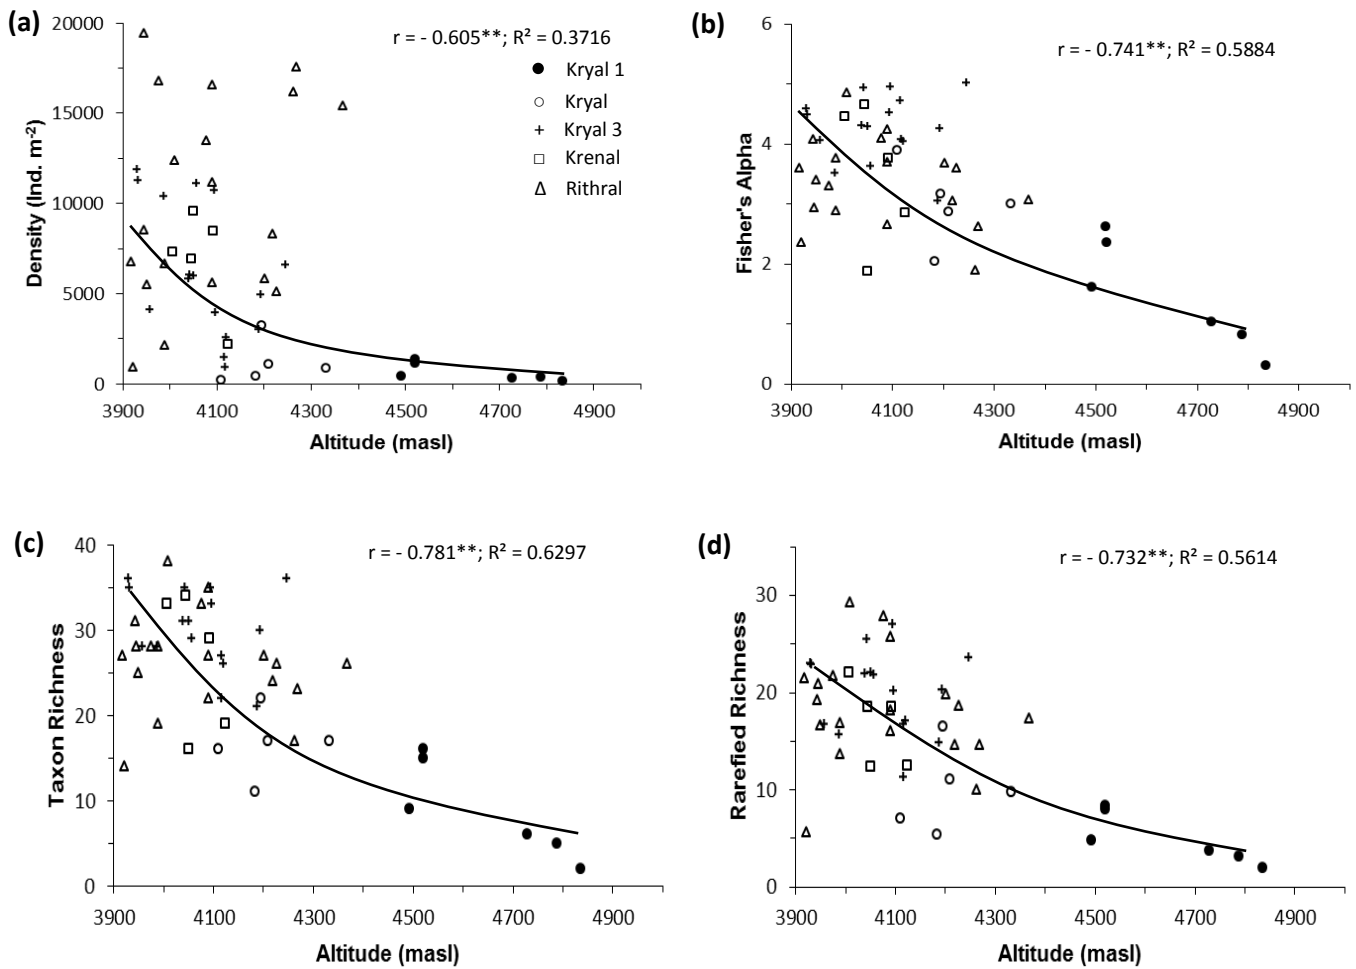 (a)
20000
15000
10000
5000
0
Density (Ind. m⁻²)
r = - 0.605**; R² = 0.3716
Kryal 1
Kryal
Kryal 3
Krenal
Rithral
3900 4100 4300 4500 4700 4900
Altitude (masl)
(b)
6
4
2
0
Fisher's Alpha
r = - 0.741**; R² = 0.5884
3900 4100 4300 4500 4700 4900
Altitude (masl)
(c)
40
30
20
10
0
Taxon Richness
r = - 0.781**; R² = 0.6297
3900 4100 4300 4500 4700 4900
Altitude (masl)
(d)
30
20
10
0
Rarefied Richness
r = - 0.732**; R² = 0.5614
3900 4100 4300 4500 4700 4900
Altitude (masl)